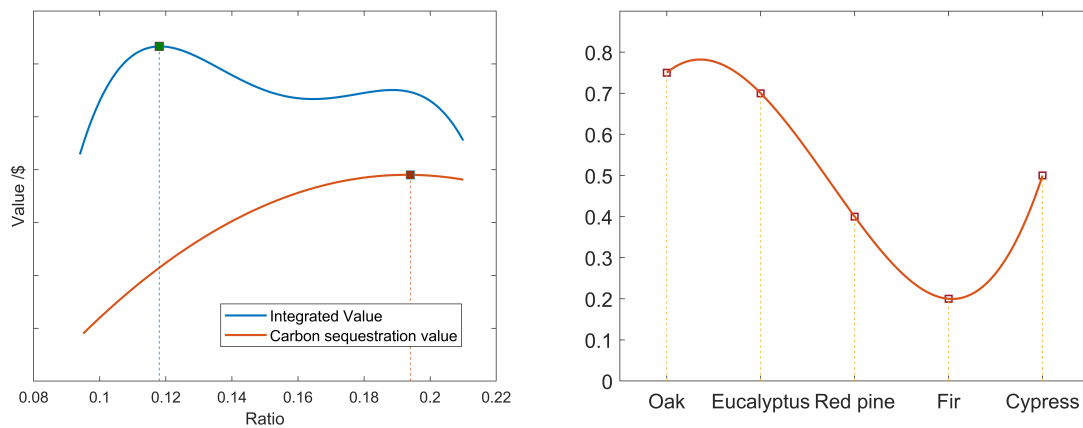 Value /$
Integrated Value
Carbon sequestration value
0.08 0.1 0.12 0.14 0.16 0.18 0.2 0.22
Ratio
0.8
0.7
0.6
0.5
0.4
0.3
0.2
0.1
0
Oak Eucalyptus Red pine Fir Cypress